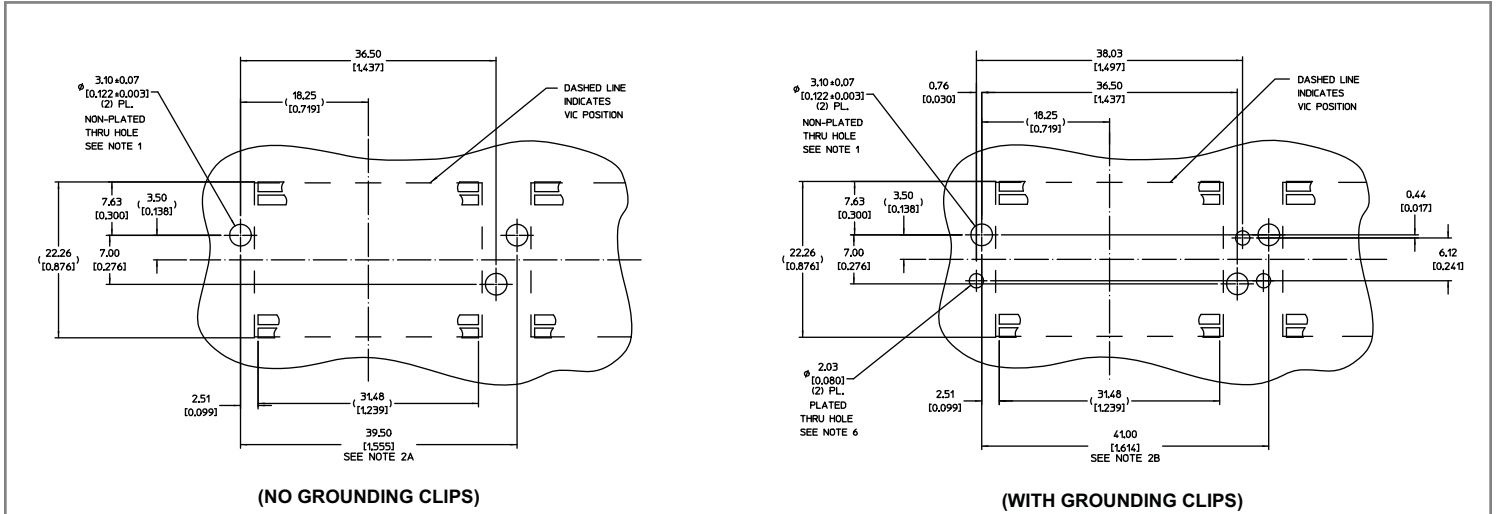 36.50
[1.437]
⌀ 3.10±0.07
[0.122±0.003]
(2) PL.
NON-PLATED
THRU HOLE
SEE NOTE 1
(18.25
[0.719])
DASHED LINE
INDICATES
VIC POSITION
7.63
[0.300]
(3.50
[0.138])
(22.26
[0.876])
7.00
[0.276]
2.51
[0.099]
(31.48
[1.239])
39.50
[1.555]
SEE NOTE 2A
(NO GROUNDING CLIPS)
38.03
[1.497]
⌀ 3.10±0.07
[0.122±0.003]
(2) PL.
NON-PLATED
THRU HOLE
SEE NOTE 1
0.76
[0.030]
36.50
[1.437]
(18.25
[0.719])
DASHED LINE
INDICATES
VIC POSITION
7.63
[0.300]
(3.50
[0.138])
0.44
[0.017]
(22.26
[0.876])
7.00
[0.276]
6.12
[0.241]
⌀ 2.03
[0.080]
(2) PL.
PLATED
THRU HOLE
SEE NOTE 6
2.51
[0.099]
(31.48
[1.239])
41.00
[1.614]
SEE NOTE 2B
(WITH GROUNDING CLIPS)